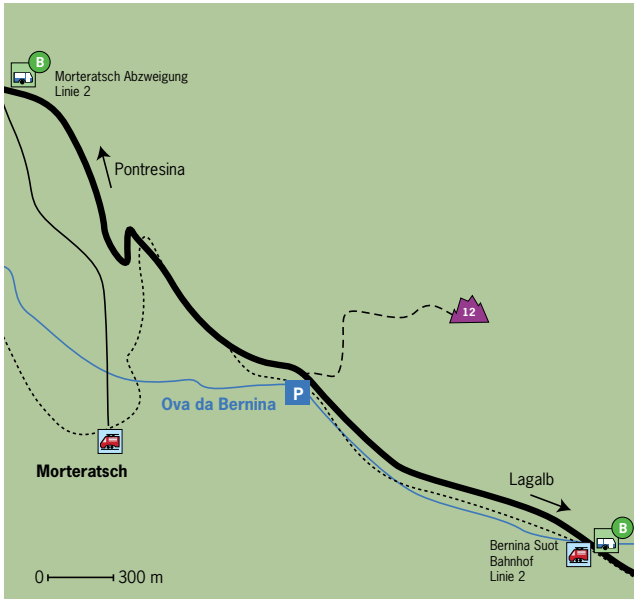 B
Morteratsch Abzweigung
Linie 2
Pontresina
12
P
Ova da Bernina
Morteratsch
Lagalb
B
Bernina Suot
Bahnhof
Linie 2
0 300 m